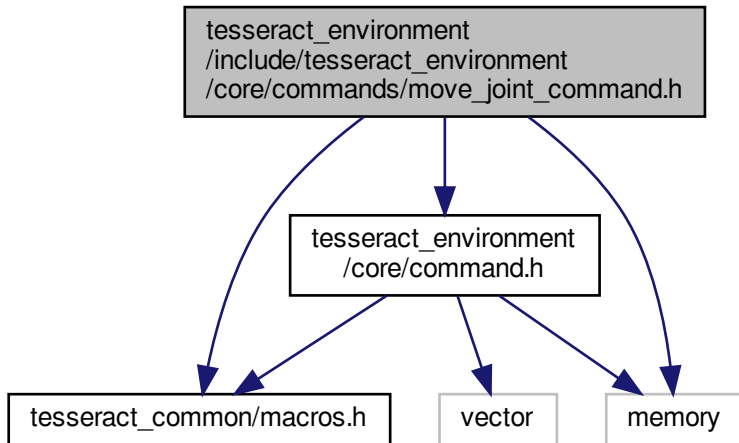 tesseract_environment
/include/tesseract_environment
/core/commands/move_joint_command.h
tesseract_environment
/core/command.h
tesseract_common/macros.h
vector
memory